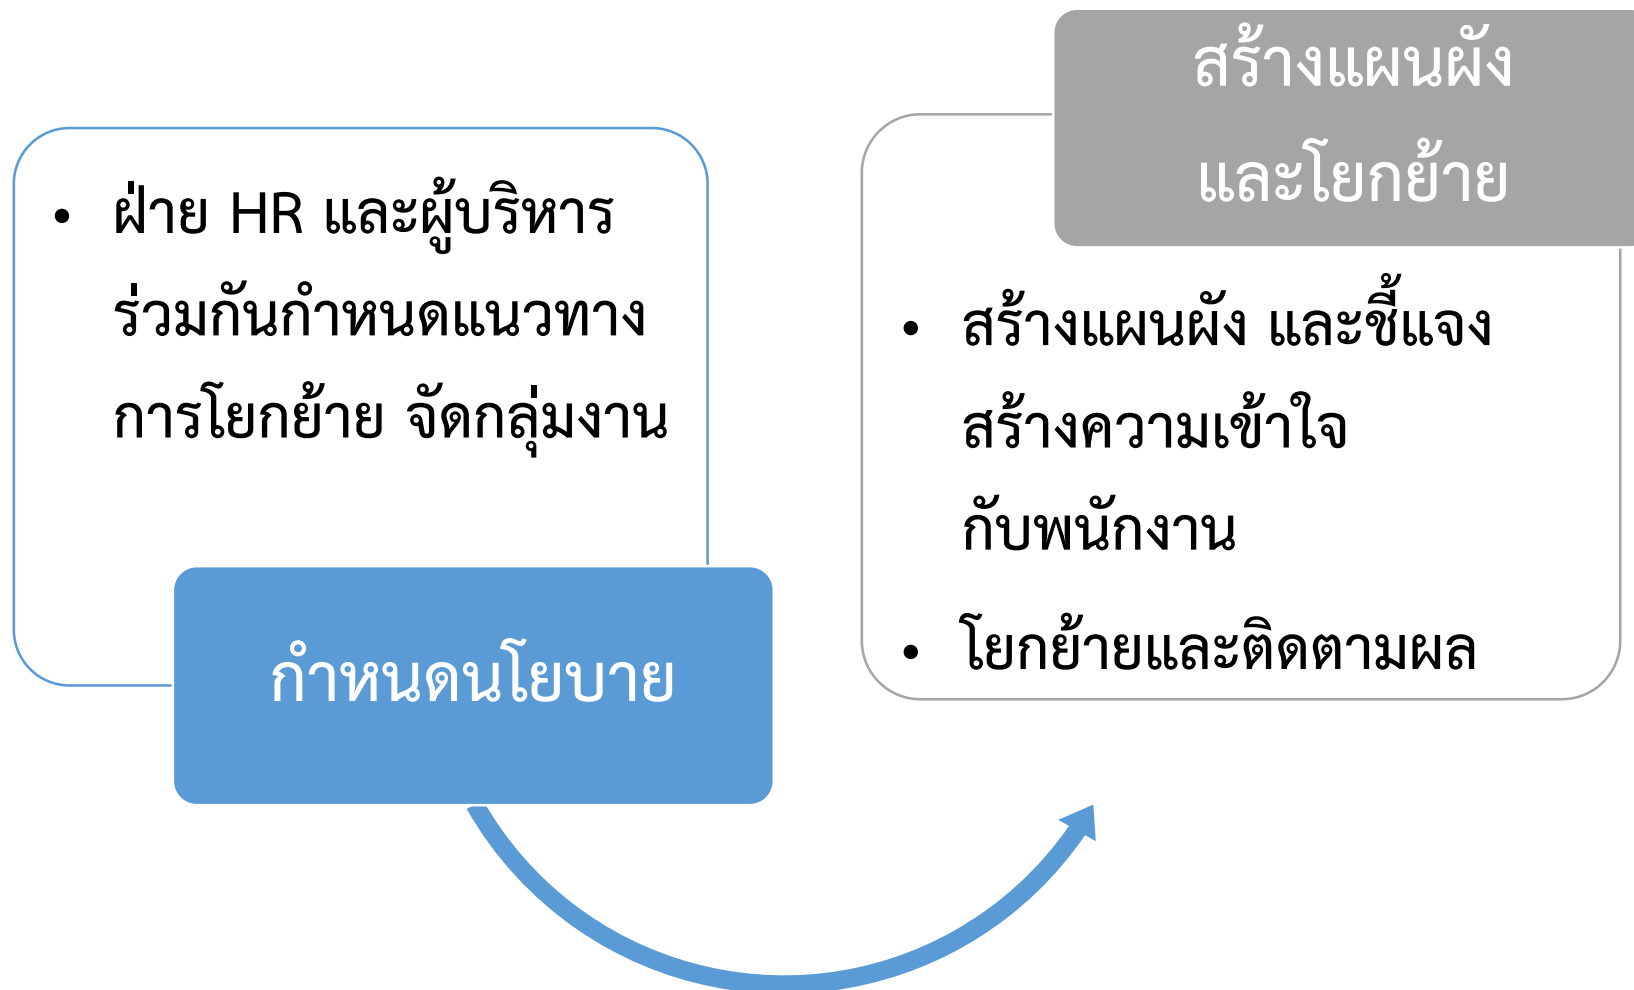 • ฝ่าย HR และผู้บริหาร
ร่วมกันกำหนดแนวทาง
การโยกย้าย จัดกลุ่มงาน
กำหนดนโยบาย
สร้างแผนผัง
และโยกย้าย
• สร้างแผนผัง และชี้แจง
สร้างความเข้าใจ
กับพนักงาน
• โยกย้ายและติดตามผล